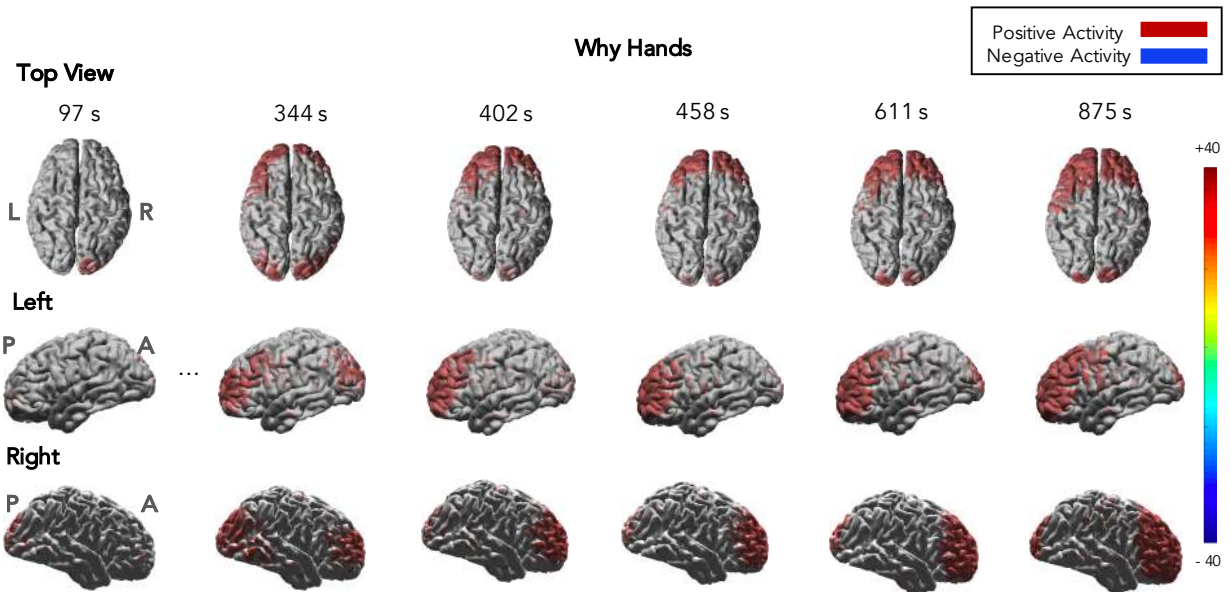 Why Hands
Positive Activity
Negative Activity
Top View
97 s
344 s
402 s
458 s
611 s
875 s
+40
L
R
Left
P
A
...
Right
P
A
- 40